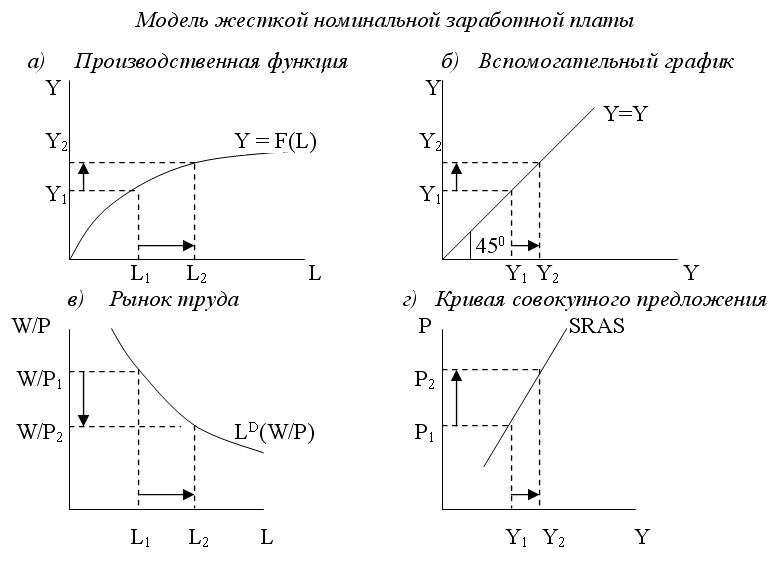 Модель жесткой номинальной заработной платы
а) Производственная функция
Y
Y₂
Y = F(L)
Y₁
L₁ L₂ L
б) Вспомогательный график
Y
Y=Y
Y₂
Y₁
45⁰
Y₁ Y₂ Y
в) Рынок труда
W/P
W/P₁
W/P₂
Lᴰ(W/P)
L₁ L₂ L
г) Кривая совокупного предложения
P
SRAS
P₂
P₁
Y₁ Y₂ Y